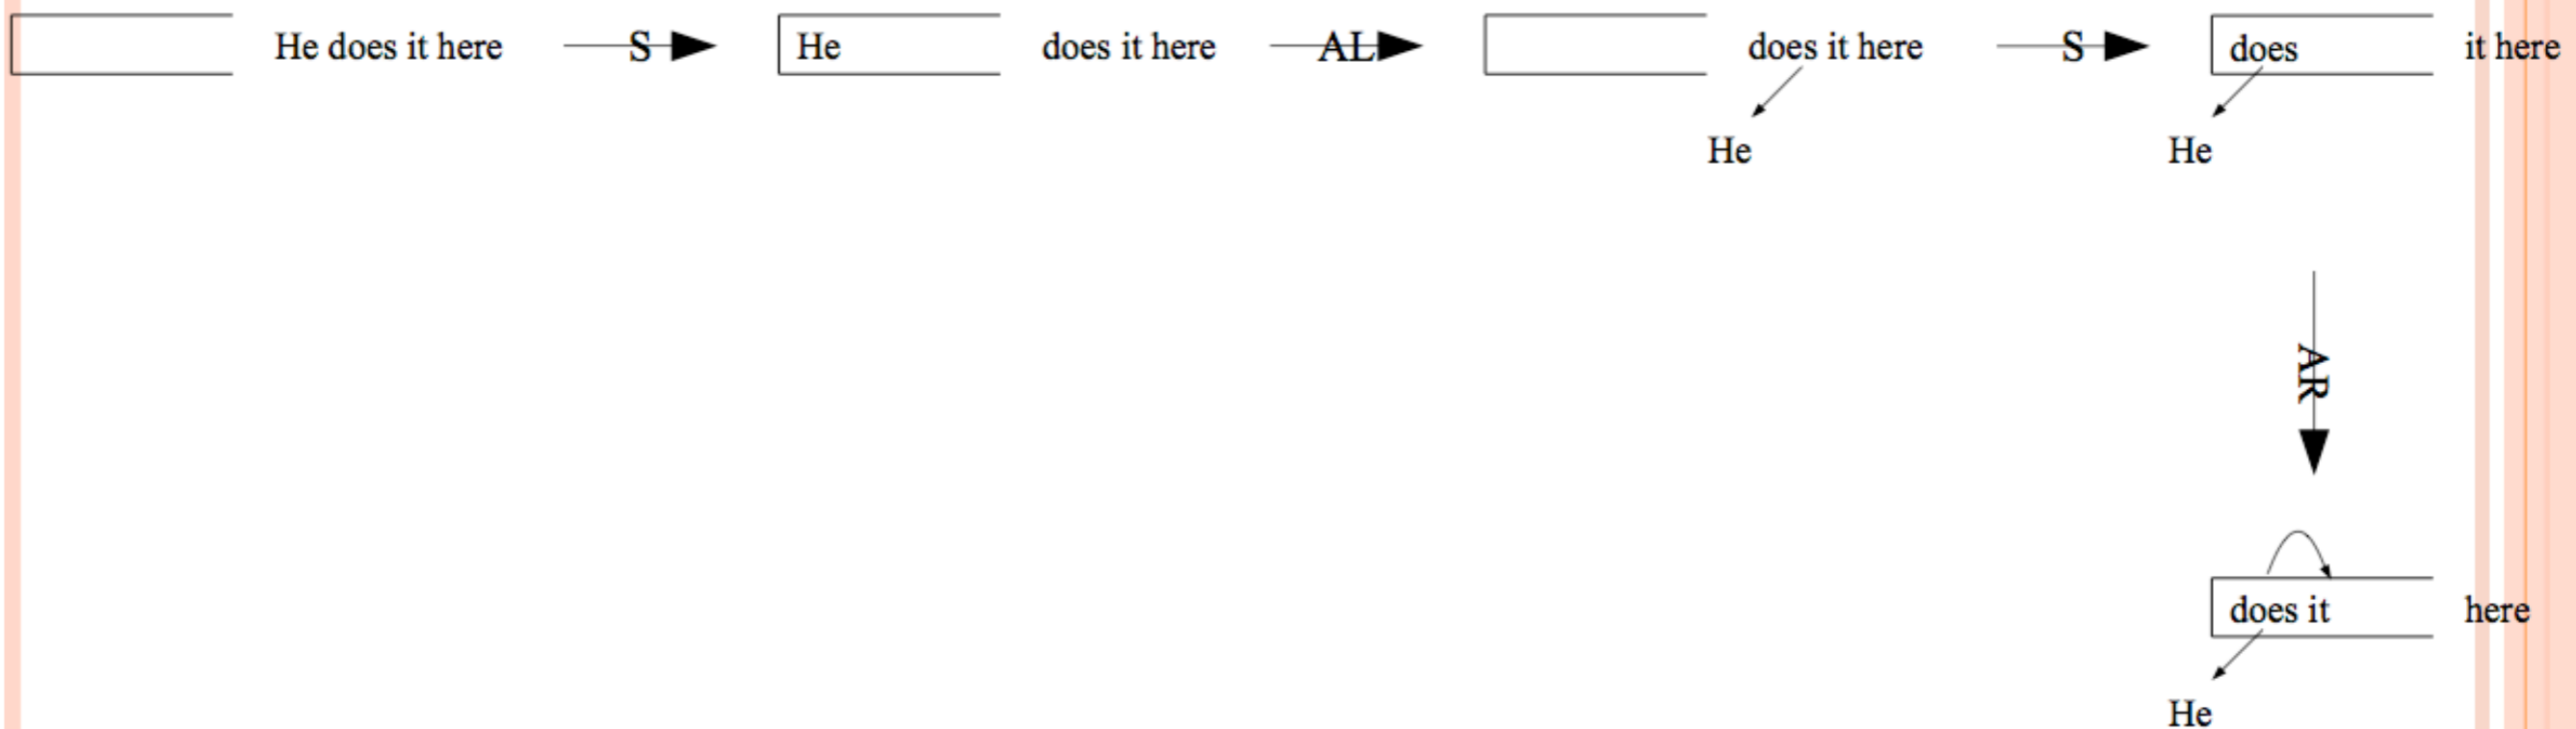 He does it here S He does it here AL does it here S does it here
He He
AR
does it here
He